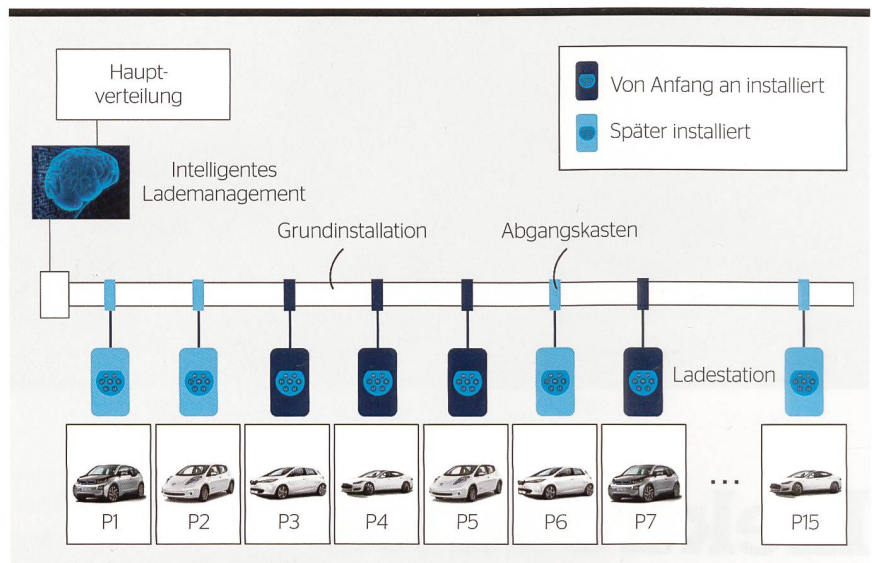 Haupt-
verteilung
Von Anfang an installiert
Später installiert
Intelligentes
Lademanagement
Grundinstallation
Abgangskasten
Ladestation
P1
P2
P3
P4
P5
P6
P7
...
P15